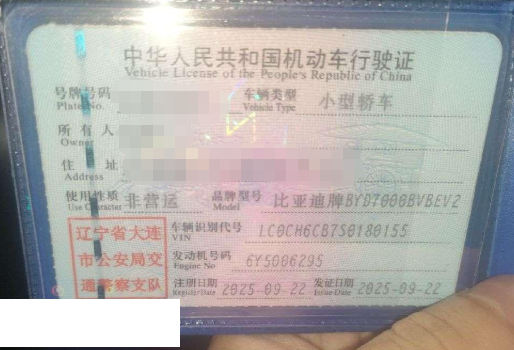 中华人民共和国机动车行驶证
Vehicle License of the People's Republic of China
号牌号码 车辆类型 小型轿车
Plate No. Vehicle Type
所有人
Owner
住址
Address
使用性质 非营运 品牌型号 比亚迪牌BYD7000BVBEV2
Use Character Model
辽宁省大连 车辆识别代号 LC0CH6CB7S0180155
VIN
市公安局交 发动机号码 6Y5006295
Engine No
通警察支队 注册日期 2025-09-22 发证日期 2025-09-22
Register Date Issue Date